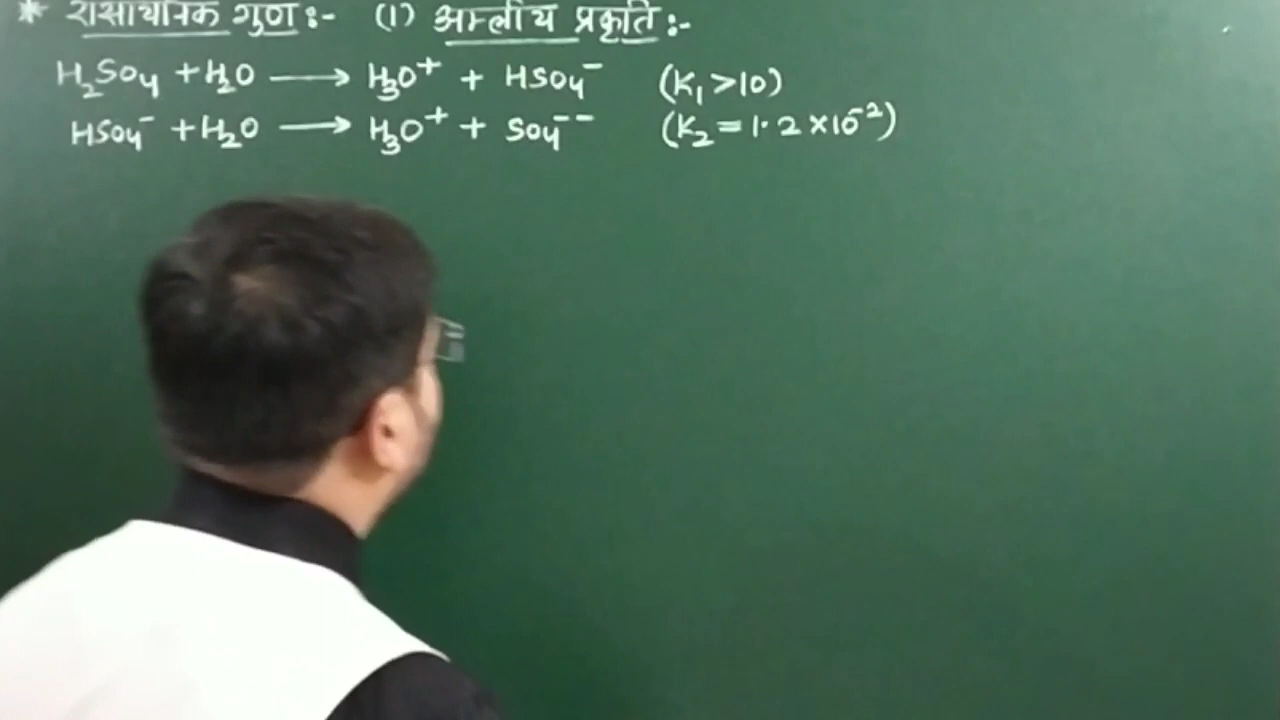 * रासायनिक गुण:- (1) अम्लीय प्रकृति:-
H₂SO₄ + H₂O ⟶ H₃O⁺ + HSO₄⁻ (K₁ >10)
HSO₄⁻ + H₂O ⟶ H₃O⁺ + SO₄⁻⁻ (K₂ = 1.2 × 10⁻²)